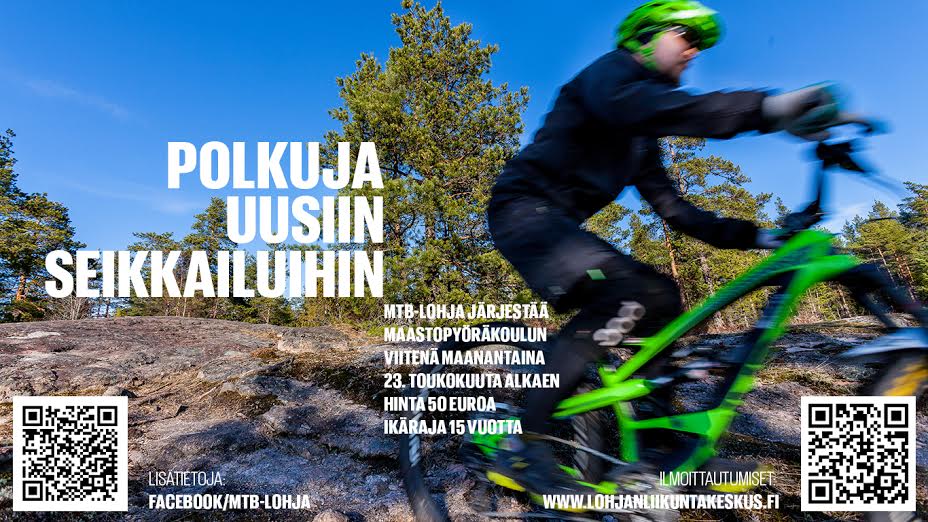 POLKUJA
UUSIIN
SEIKKAILUIHIN
MTB-LOHJA JÄRJESTÄÄ
MAASTOPYÖRÄKOULUN
VIITENÄ MAANANTAINA
23. TOUKOKUUTA ALKAEN
HINTA 50 EUROA
IKÄRAJA 15 VUOTTA
LISÄTIETOJA:
FACEBOOK/MTB-LOHJA
ILMOITTAUTUMISET:
WWW.LOHJANLIIKUNTAKESKUS.FI